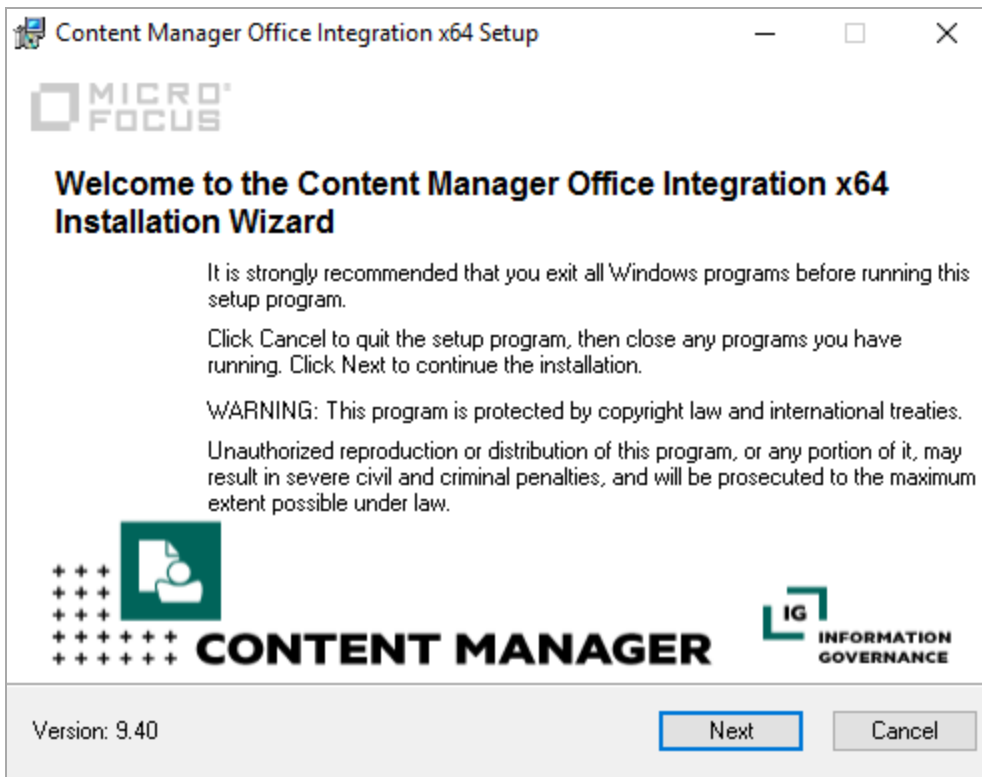 Content Manager Office Integration x64 Setup
MICRO
FOCUS
Welcome to the Content Manager Office Integration x64
Installation Wizard
It is strongly recommended that you exit all Windows programs before running this
setup program.
Click Cancel to quit the setup program, then close any programs you have
running. Click Next to continue the installation.
WARNING: This program is protected by copyright law and international treaties.
Unauthorized reproduction or distribution of this program, or any portion of it, may
result in severe civil and criminal penalties, and will be prosecuted to the maximum
extent possible under law.
CONTENT MANAGER
IG
INFORMATION
GOVERNANCE
Version: 9.40
Next
Cancel